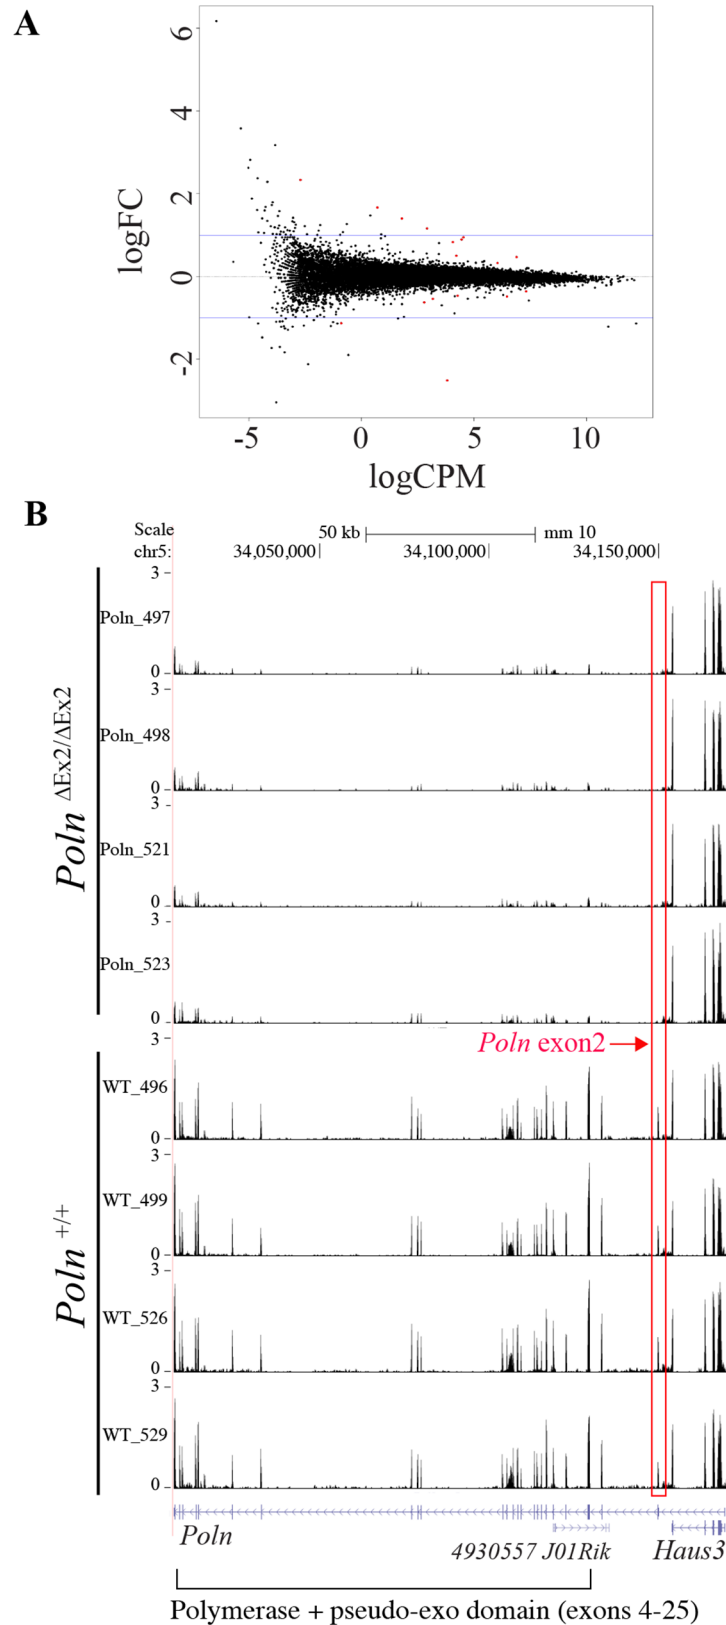 A
6
4
2
0
-2
logFC
-5 0 5 10
logCPM
B
Scale 50 kb mm 10
chr5: 34,050,000 34,100,000 34,150,000
Poln ΔEx2/ΔEx2
3
Poln_497
0
3
Poln_498
0
3
Poln_521
0
3
Poln_523
0
Poln exon2
Poln +/+
3
WT_496
0
3
WT_499
0
3
WT_526
0
3
WT_529
0
Poln
4930557 J01Rik
Haus3
Polymerase + pseudo-exo domain (exons 4-25)